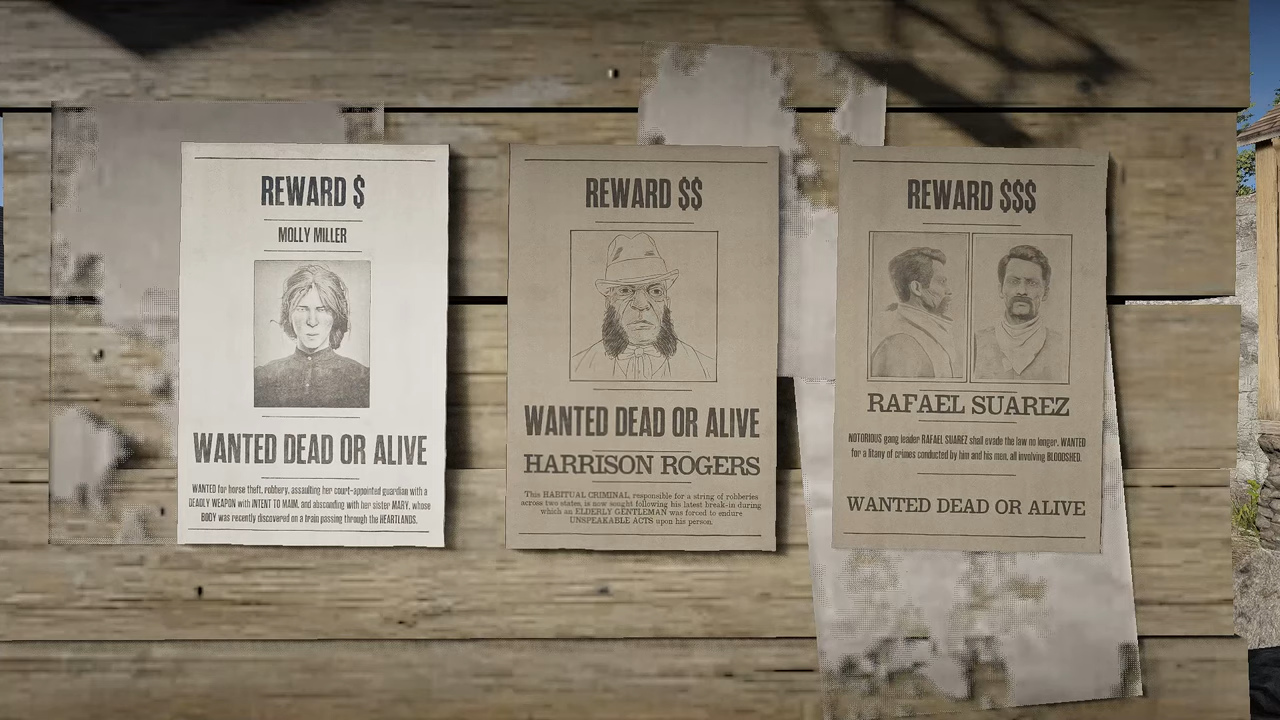 REWARD $
MOLLY MILLER
WANTED DEAD OR ALIVE
WANTED for horse theft, robbery, assaulting her court-appointed guardian with a
DEADLY WEAPON with INTENT TO MAIM, and absconding with her sister MARY, whose
BODY was recently discovered on a train passing through the HEARTLANDS.
REWARD $$
WANTED DEAD OR ALIVE
HARRISON ROGERS
This HABITUAL CRIMINAL, responsible for a string of robberies
across two states, is now sought following his latest break-in during
which an ELDERLY GENTLEMAN was forced to endure
UNSPEAKABLE ACTS upon his person.
REWARD $$$
RAFAEL SUAREZ
NOTORIOUS gang leader RAFAEL SUAREZ shall evade the law no longer. WANTED
for a litany of crimes conducted by him and his men, all involving BLOODSHED.
WANTED DEAD OR ALIVE